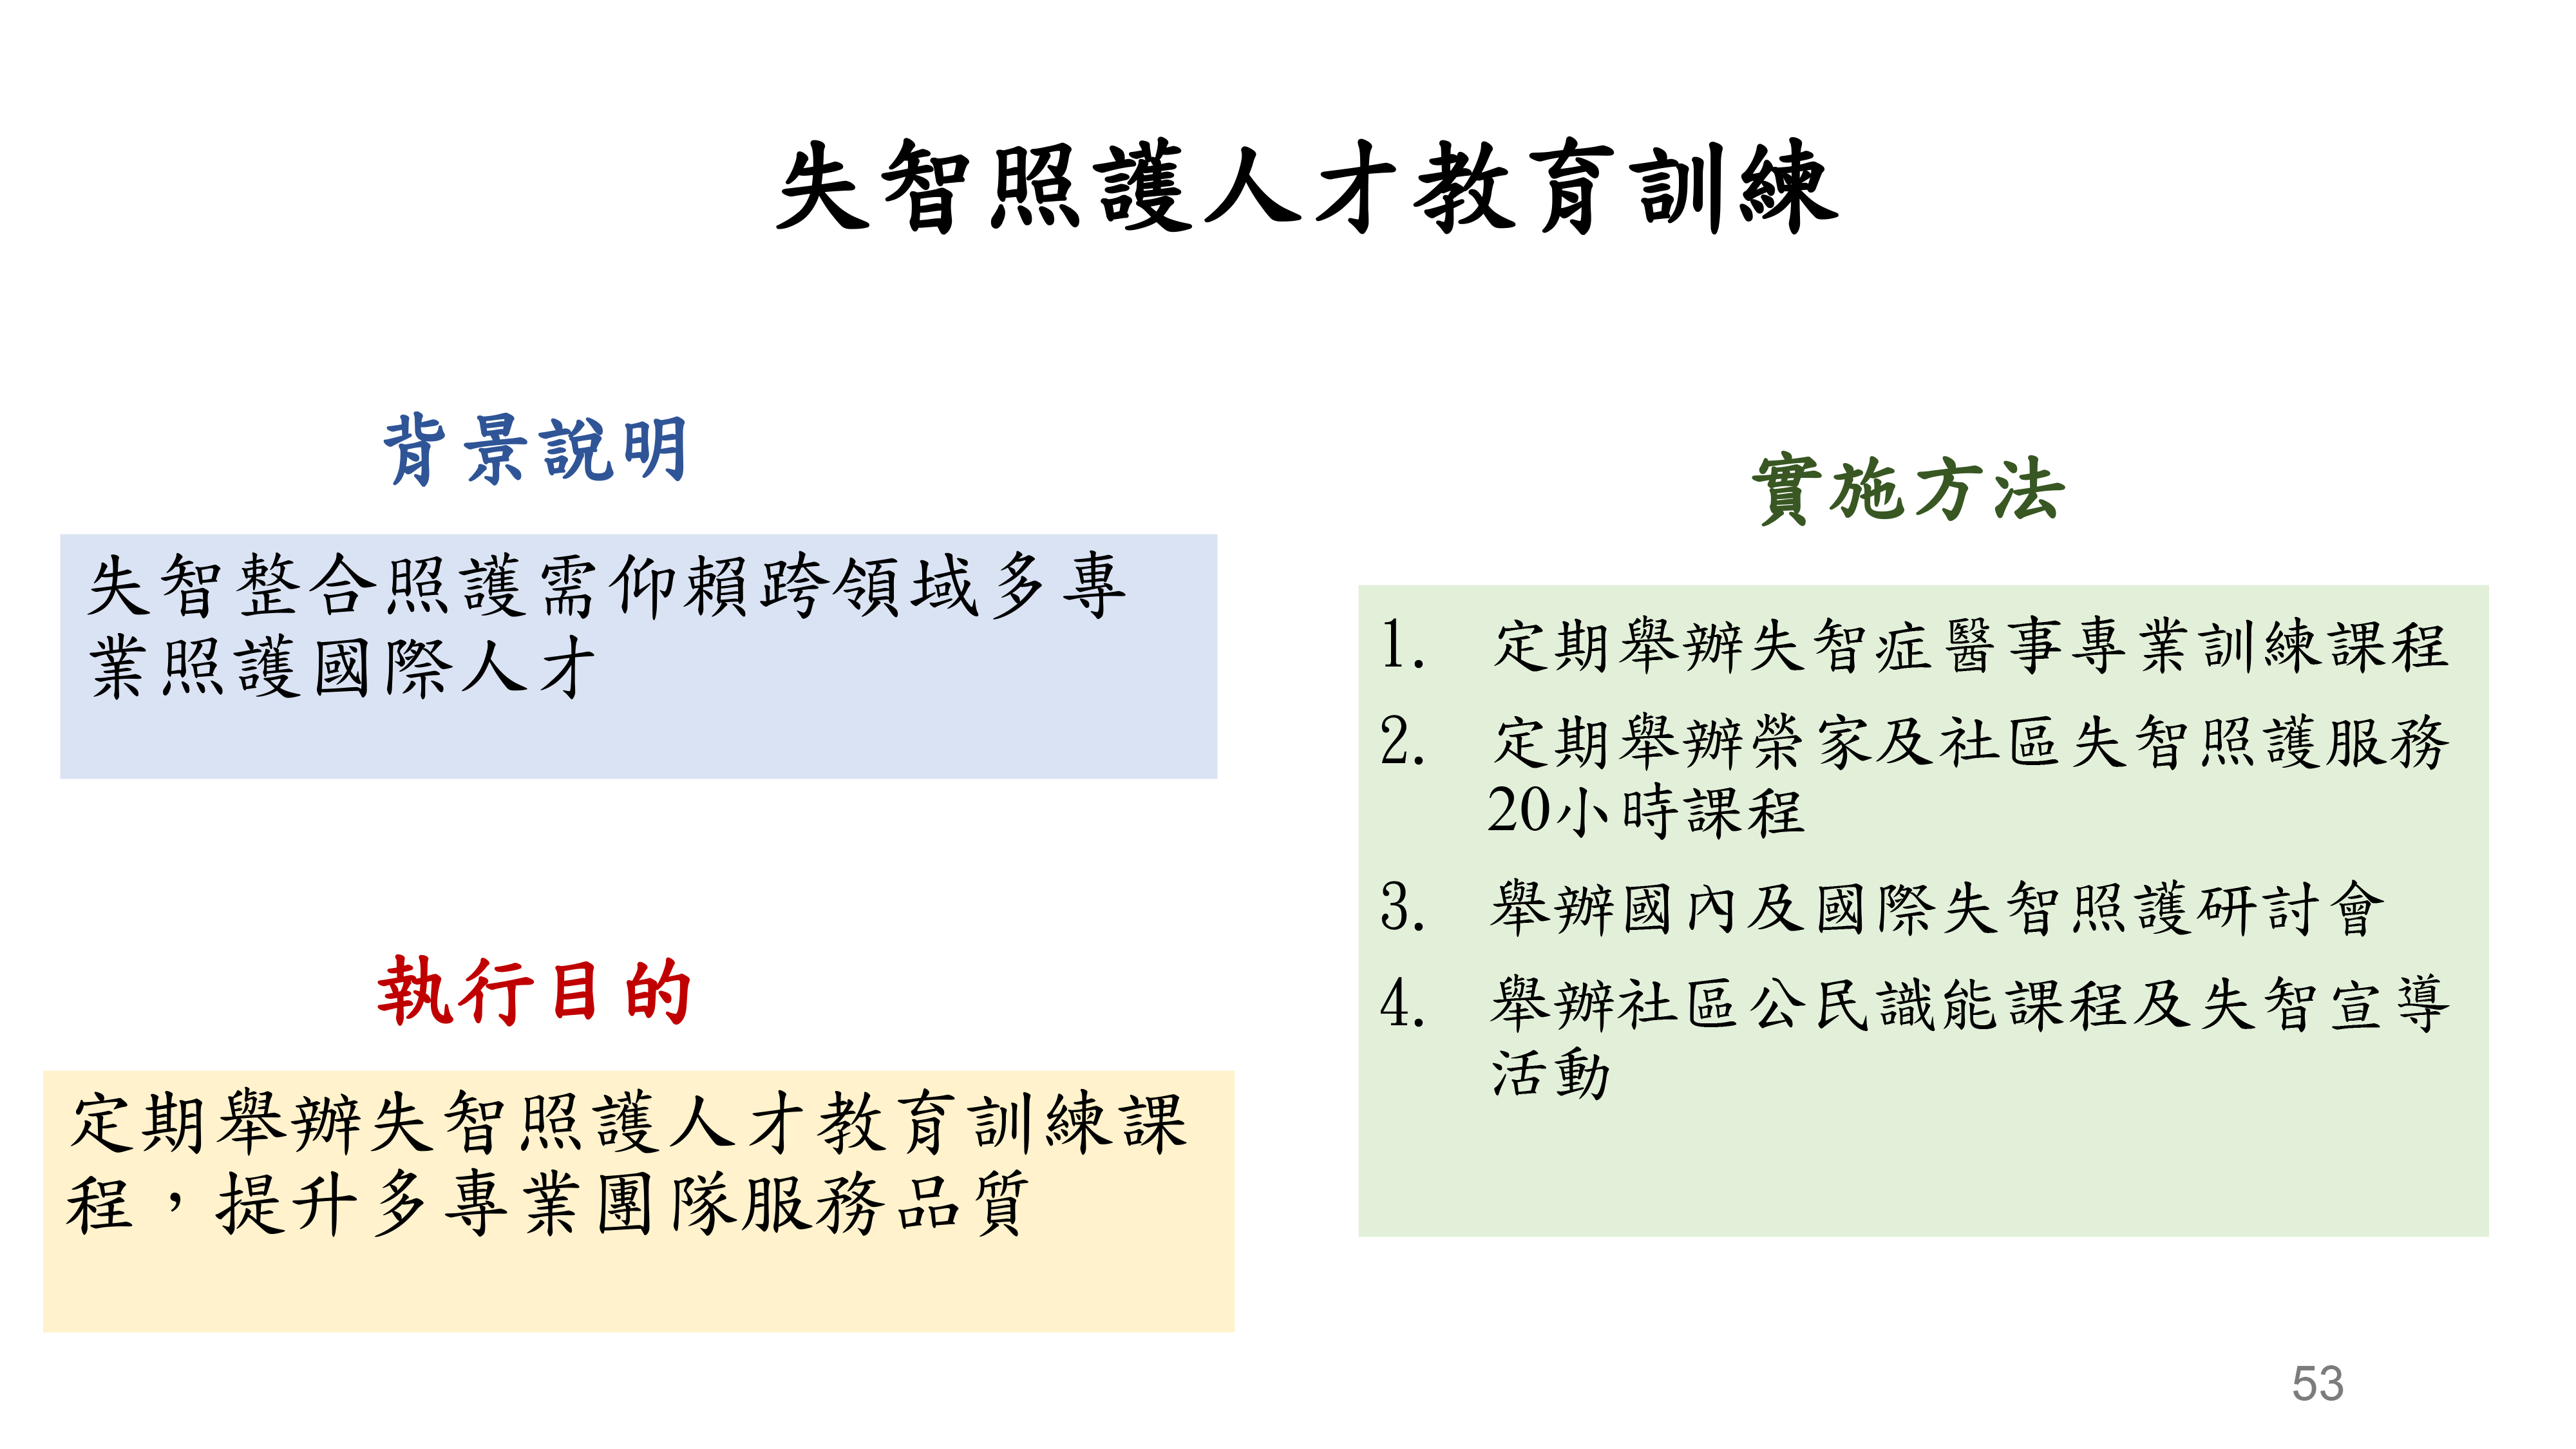 失智照護人才教育訓練
背景說明
失智整合照護需仰賴跨領域多專
業照護國際人才
執行目的
定期舉辦失智照護人才教育訓練課
程，提升多專業團隊服務品質
實施方法
1. 定期舉辦失智症醫事專業訓練課程
2. 定期舉辦榮家及社區失智照護服務
20小時課程
3. 舉辦國內及國際失智照護研討會
4. 舉辦社區公民識能課程及失智宣導
活動
53